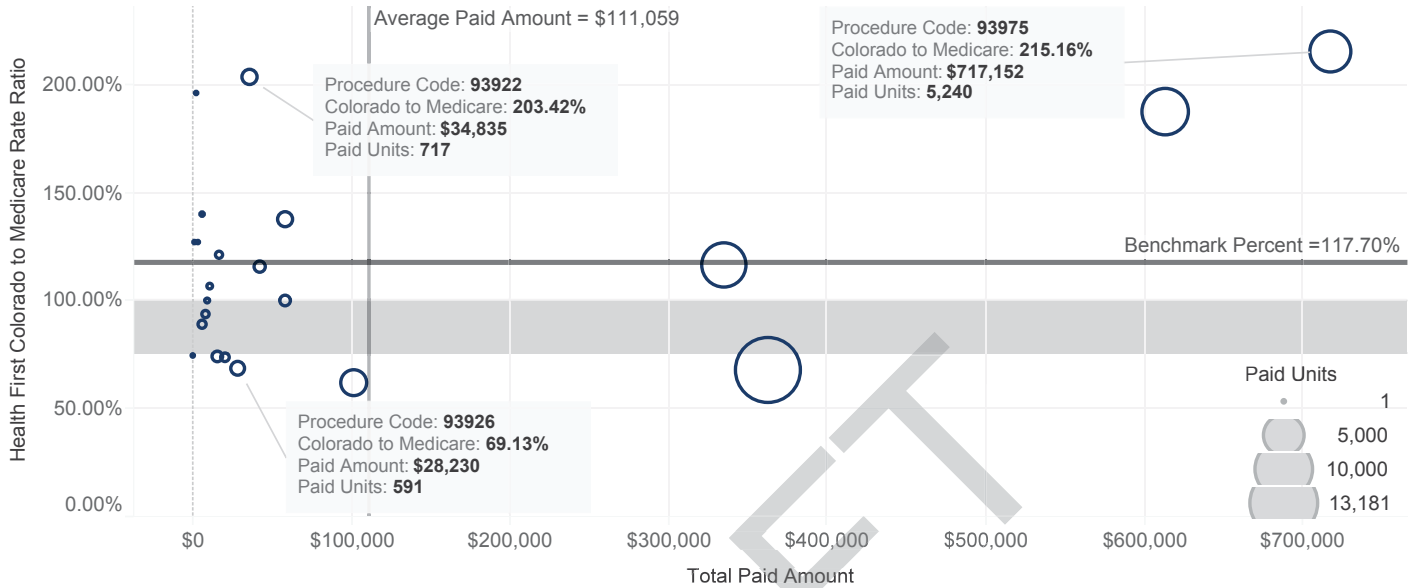 Average Paid Amount = $111,059
Procedure Code: 93975
Colorado to Medicare: 215.16%
Paid Amount: $717,152
Paid Units: 5,240
Procedure Code: 93922
Colorado to Medicare: 203.42%
Paid Amount: $34,835
Paid Units: 717
Health First Colorado to Medicare Rate Ratio
200.00%
150.00%
100.00%
50.00%
0.00%
Benchmark Percent =117.70%
Procedure Code: 93926
Colorado to Medicare: 69.13%
Paid Amount: $28,230
Paid Units: 591
Paid Units
1
5,000
10,000
13,181
$0
$100,000
$200,000
$300,000
$400,000
$500,000
$600,000
$700,000
Total Paid Amount